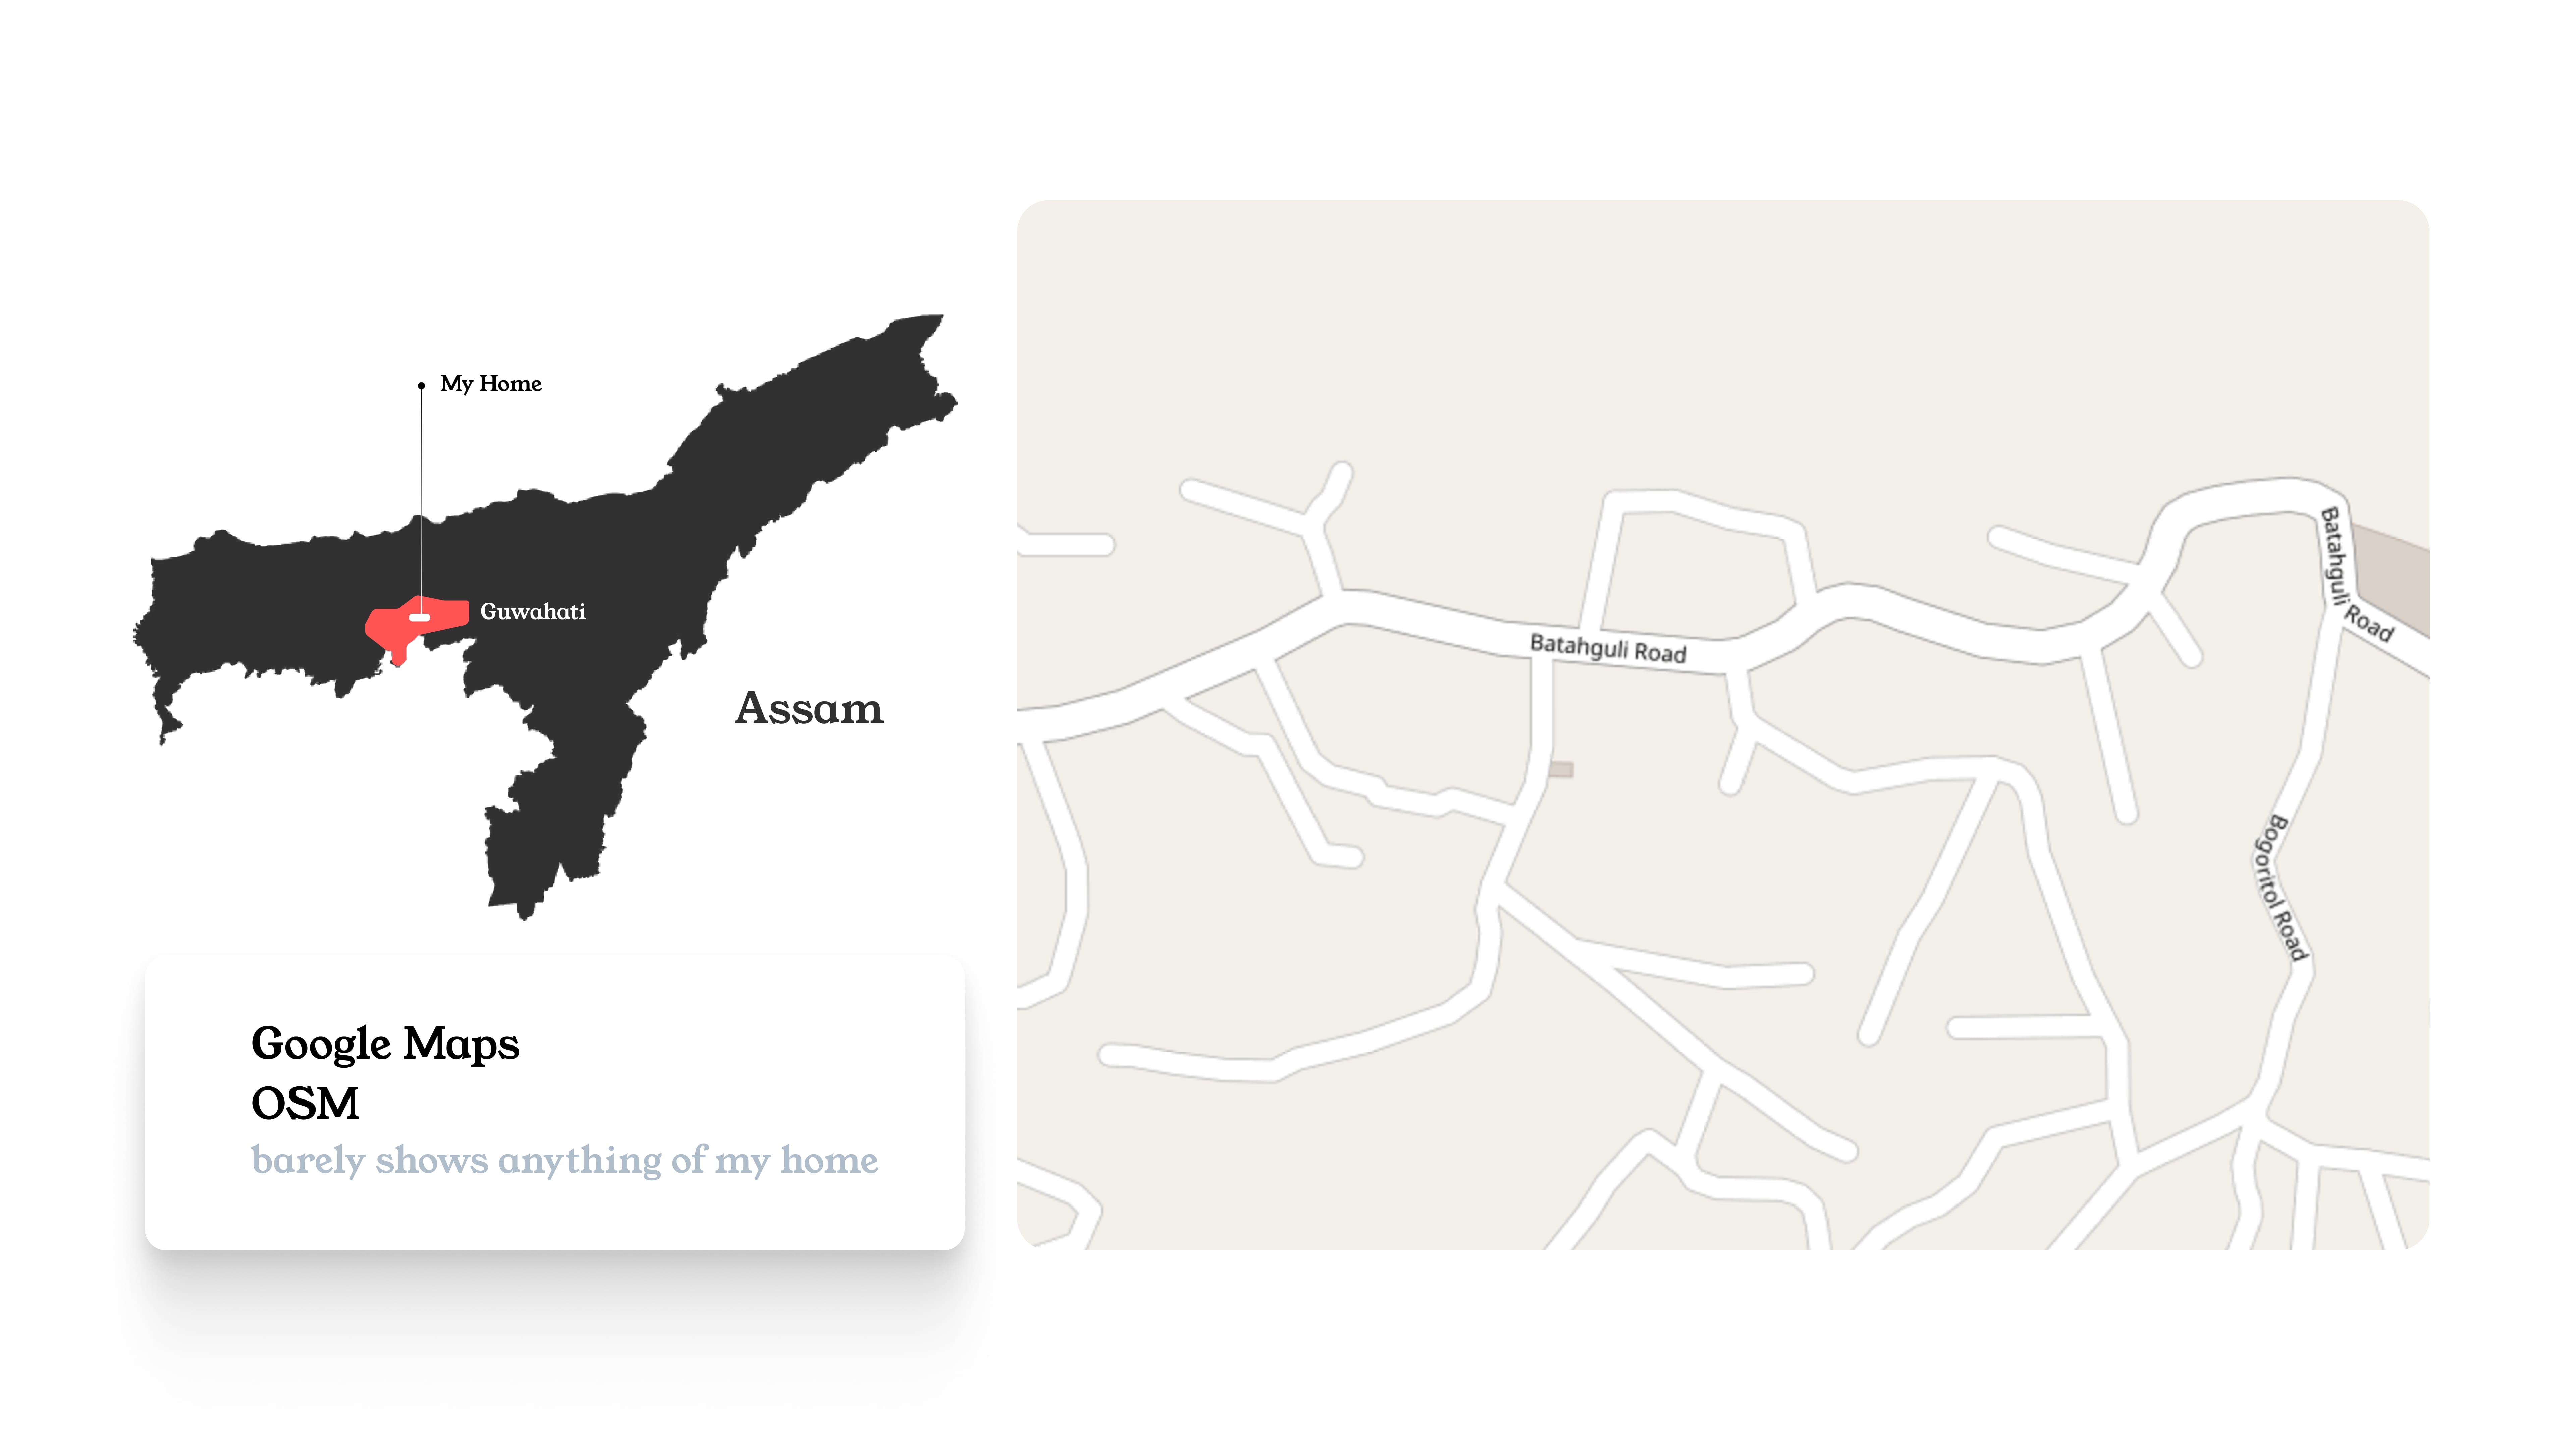 My Home
Guwahati
Assam
Google Maps
OSM
barely shows anything of my home
Batahguli Road
Batahguli Road
Bogoritol Road